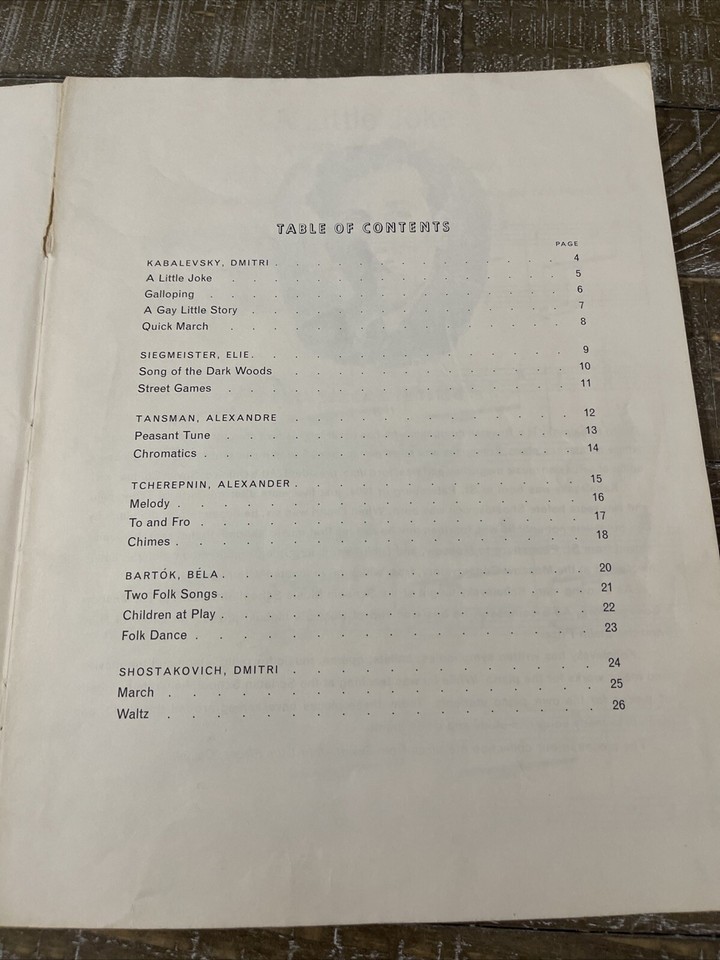 TABLE OF CONTENTS
PAGE
KABALEVSKY, DMITRI . . . . . . . . . . . . 4
A Little Joke . . . . . . . . . . . . 5
Galloping . . . . . . . . . . . . 6
A Gay Little Story . . . . . . . . . . . . 7
Quick March . . . . . . . . . . . . 8
SIEGMEISTER, ELIE . . . . . . . . . . . . 9
Song of the Dark Woods . . . . . . . . . . . . 10
Street Games . . . . . . . . . . . . 11
TANSMAN, ALEXANDRE . . . . . . . . . . . . 12
Peasant Tune . . . . . . . . . . . . 13
Chromatics . . . . . . . . . . . . 14
TCHEREPNIN, ALEXANDER . . . . . . . . . . . . 15
Melody . . . . . . . . . . . . 16
To and Fro . . . . . . . . . . . . 17
Chimes . . . . . . . . . . . . 18
BARTÓK, BÉLA . . . . . . . . . . . . 20
Two Folk Songs . . . . . . . . . . . . 21
Children at Play . . . . . . . . . . . . 22
Folk Dance . . . . . . . . . . . . 23
SHOSTAKOVICH, DMITRI . . . . . . . . . . . . 24
March . . . . . . . . . . . . 25
Waltz . . . . . . . . . . . . 26